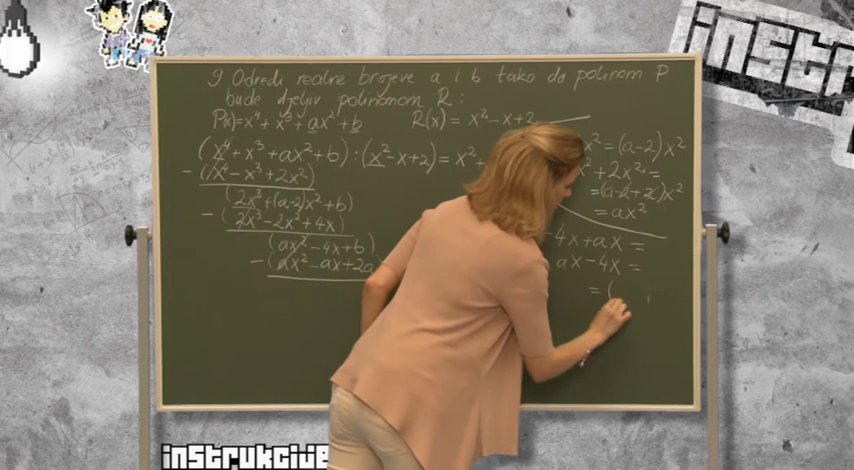 9 Odredi realne brojeve a i b tako da polinom P
bude djeljiv polinomom R :
P(x)=x⁴+x³+ax²+b R(x)= x²-x+2
(x⁴+x³+ax²+b):(x²-x+2)=x²+
-(x⁴-x³+2x²)
(2x³+(a-2)x²+b)
-(2x³-2x²+4x)
(ax²-4x+b)
-(ax²-ax+2a)
x²=(a-2)x²
x²+2x²=
=(a-2+2)x²
=ax²
-4x+ax=
ax-4x=
=(
INSTRUKCIJE